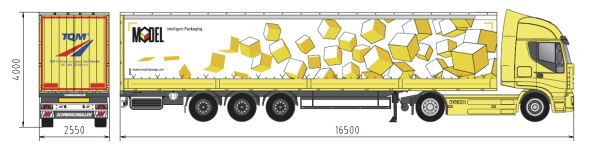 TQM
SCHWARZMÜLLER
4000
2550
MODEL
Intelligent Packaging
16500